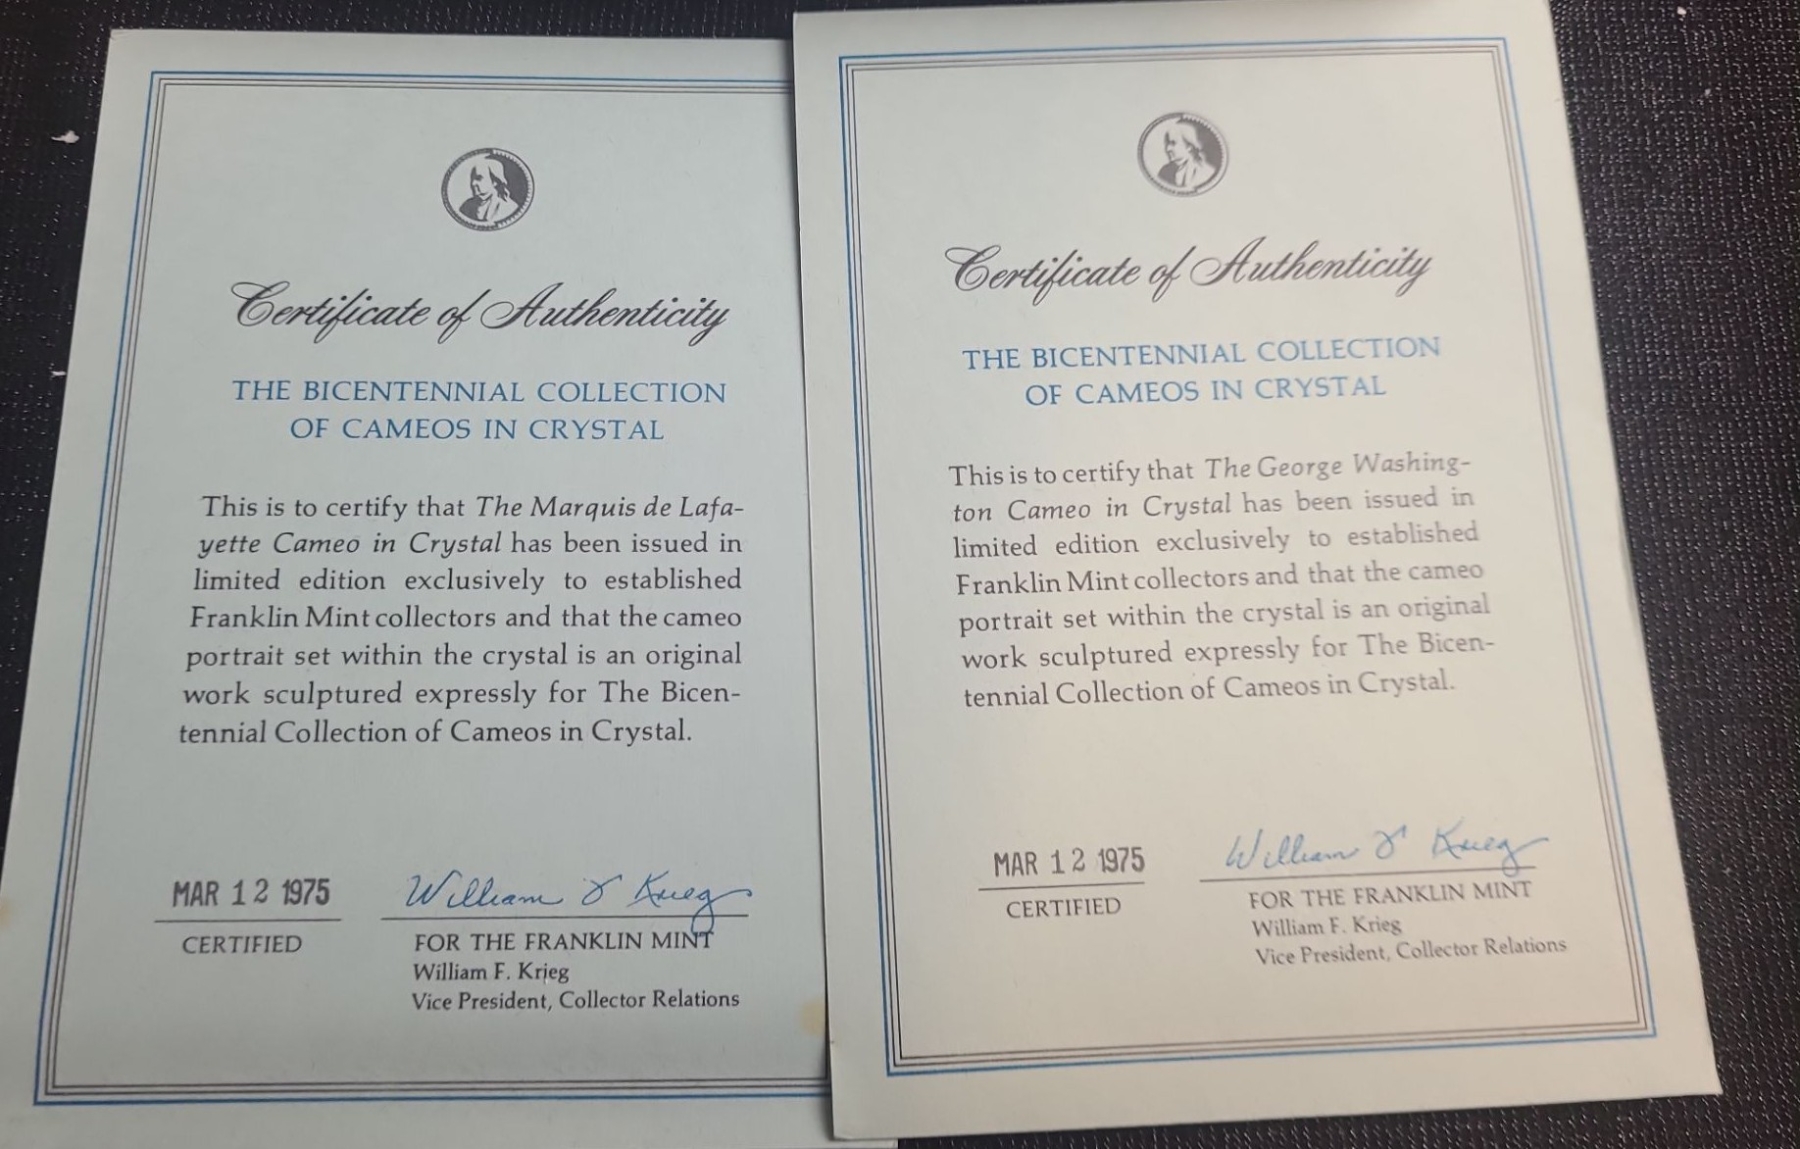 Certificate of Authenticity
THE BICENTENNIAL COLLECTION
OF CAMEOS IN CRYSTAL
This is to certify that The Marquis de Lafa-
yette Cameo in Crystal has been issued in
limited edition exclusively to established
Franklin Mint collectors and that the cameo
portrait set within the crystal is an original
work sculptured expressly for The Bicen-
tennial Collection of Cameos in Crystal.
MAR 12 1975
CERTIFIED
William F Krieg
FOR THE FRANKLIN MINT
William F. Krieg
Vice President, Collector Relations
Certificate of Authenticity
THE BICENTENNIAL COLLECTION
OF CAMEOS IN CRYSTAL
This is to certify that The George Washing-
ton Cameo in Crystal has been issued in
limited edition exclusively to established
Franklin Mint collectors and that the cameo
portrait set within the crystal is an original
work sculptured expressly for The Bicen-
tennial Collection of Cameos in Crystal.
MAR 12 1975
CERTIFIED
William F Krieg
FOR THE FRANKLIN MINT
William F. Krieg
Vice President, Collector Relations